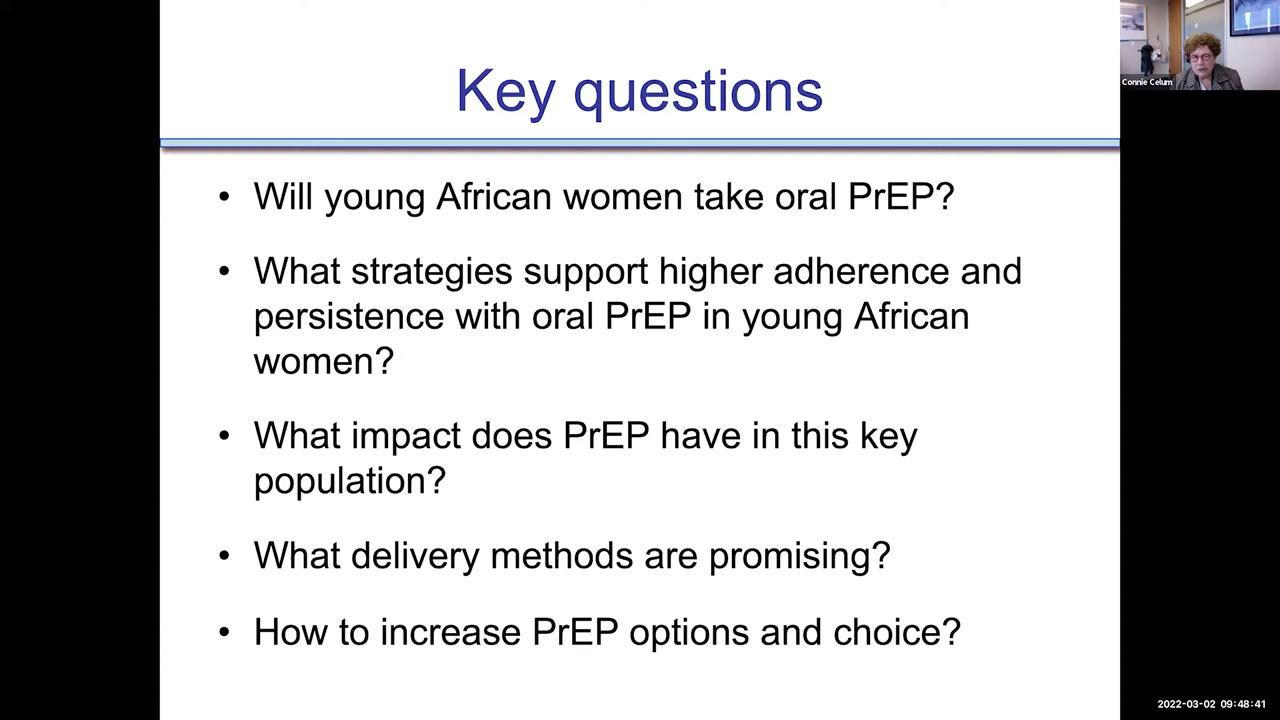 Key questions
Connie Celum
• Will young African women take oral PrEP?
• What strategies support higher adherence and
persistence with oral PrEP in young African
women?
• What impact does PrEP have in this key
population?
• What delivery methods are promising?
• How to increase PrEP options and choice?
2022-03-02 09:48:41